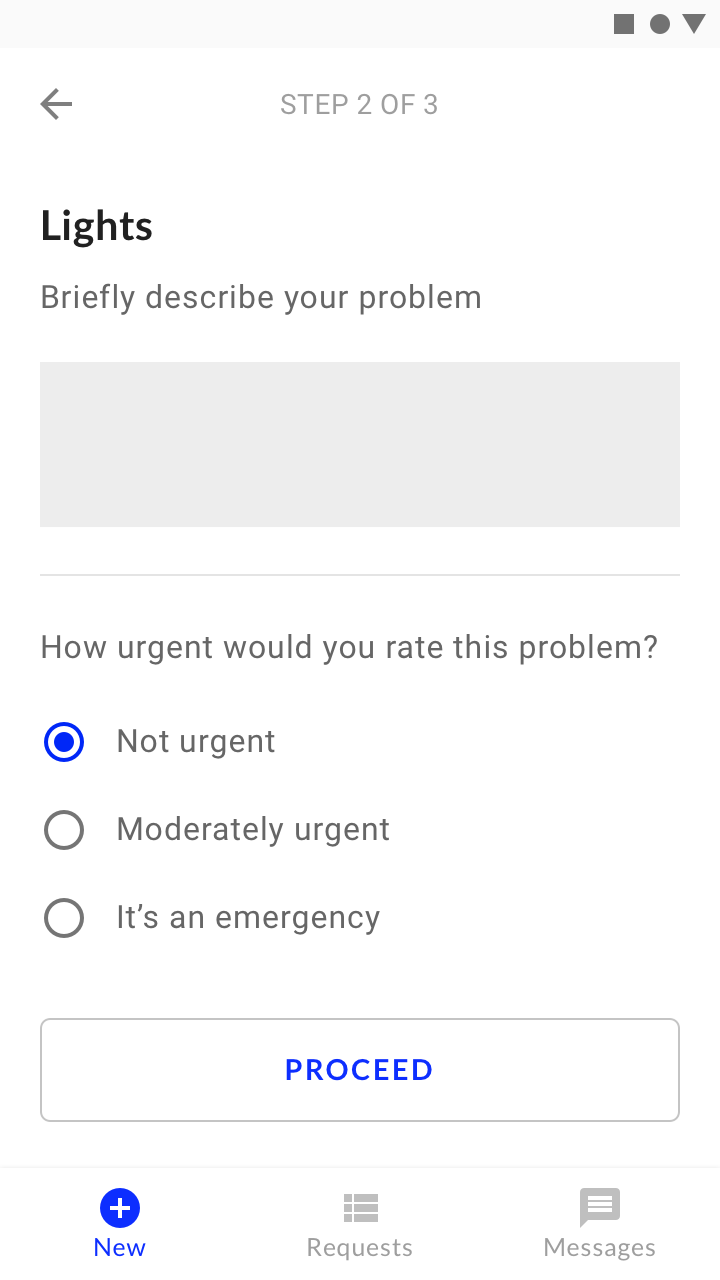 STEP 2 OF 3
Lights
Briefly describe your problem
How urgent would you rate this problem?
Not urgent
Moderately urgent
It’s an emergency
PROCEED
New
Requests
Messages